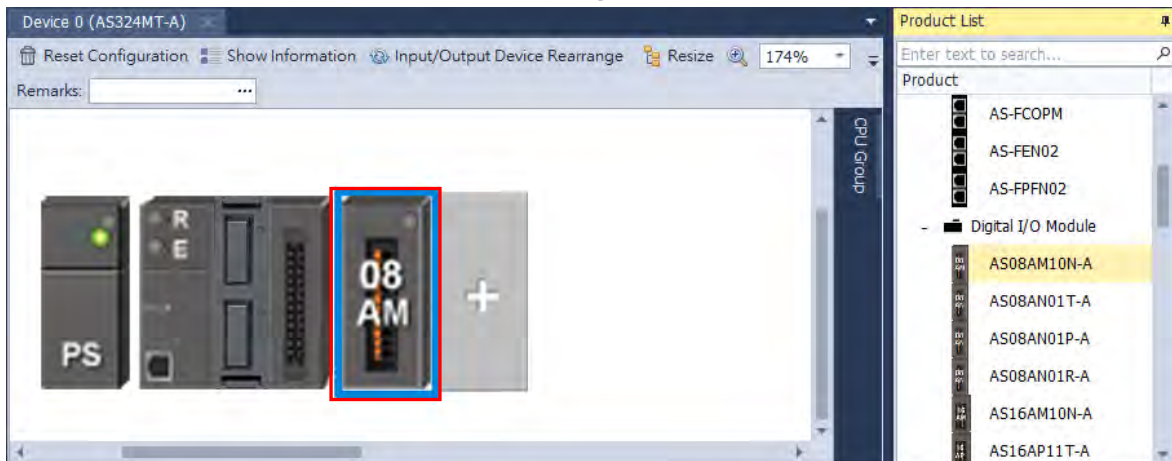 Device 0 (AS324MT-A)
Reset Configuration Show Information Input/Output Device Rearrange Resize 174%
Remarks: ...
CPU Group
R
E
PS
08
AM
+
Product List
Enter text to search...
Product
AS-FCOPM
AS-FEN02
AS-FPFN02
- Digital I/O Module
AS08AM10N-A
AS08AN01T-A
AS08AN01P-A
AS08AN01R-A
AS16AM10N-A
AS16AP11T-A